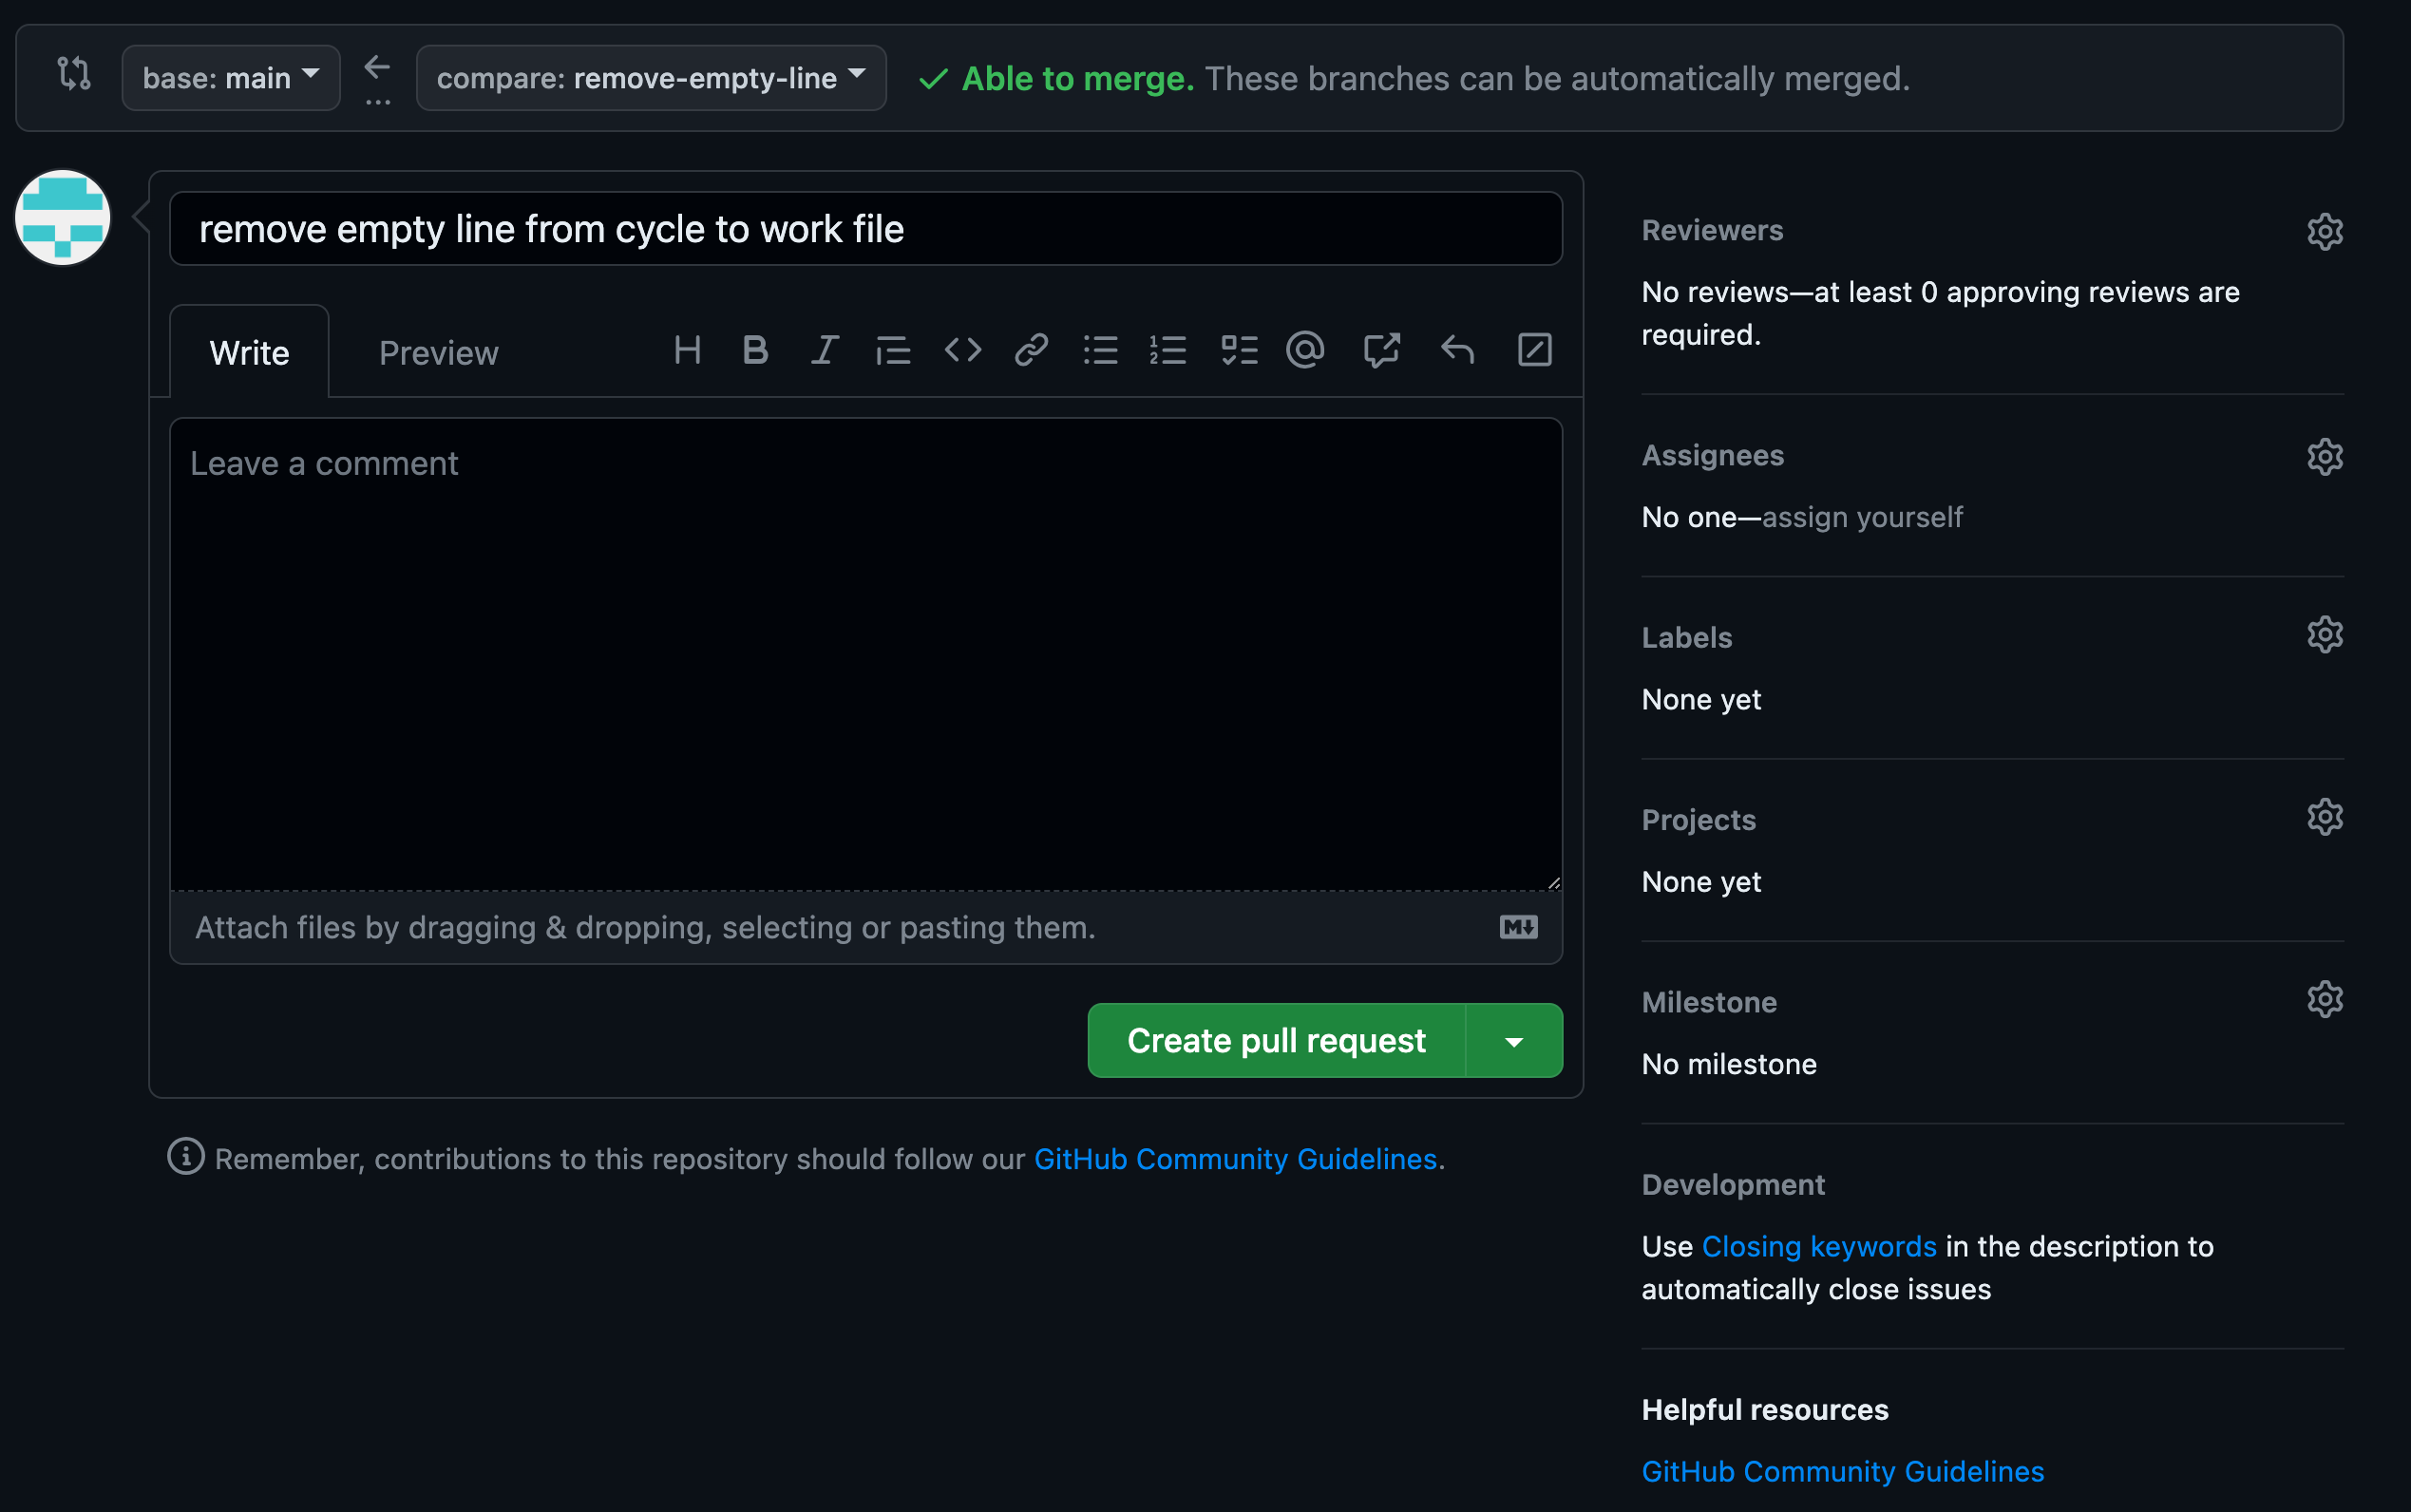 base: main
compare: remove-empty-line
Able to merge. These branches can be automatically merged.
remove empty line from cycle to work file
Write
Preview
Leave a comment
Attach files by dragging & dropping, selecting or pasting them.
Create pull request
Remember, contributions to this repository should follow our GitHub Community Guidelines.
Reviewers
No reviews—at least 0 approving reviews are
required.
Assignees
No one—assign yourself
Labels
None yet
Projects
None yet
Milestone
No milestone
Development
Use Closing keywords in the description to
automatically close issues
Helpful resources
GitHub Community Guidelines